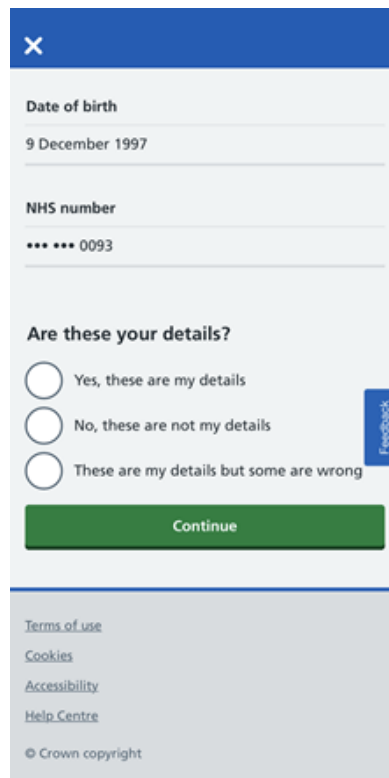 Date of birth
9 December 1997
NHS number
••• ••• 0093
Are these your details?
Yes, these are my details
No, these are not my details
Feedback
These are my details but some are wrong
Continue
Terms of use
Cookies
Accessibility
Help Centre
© Crown copyright